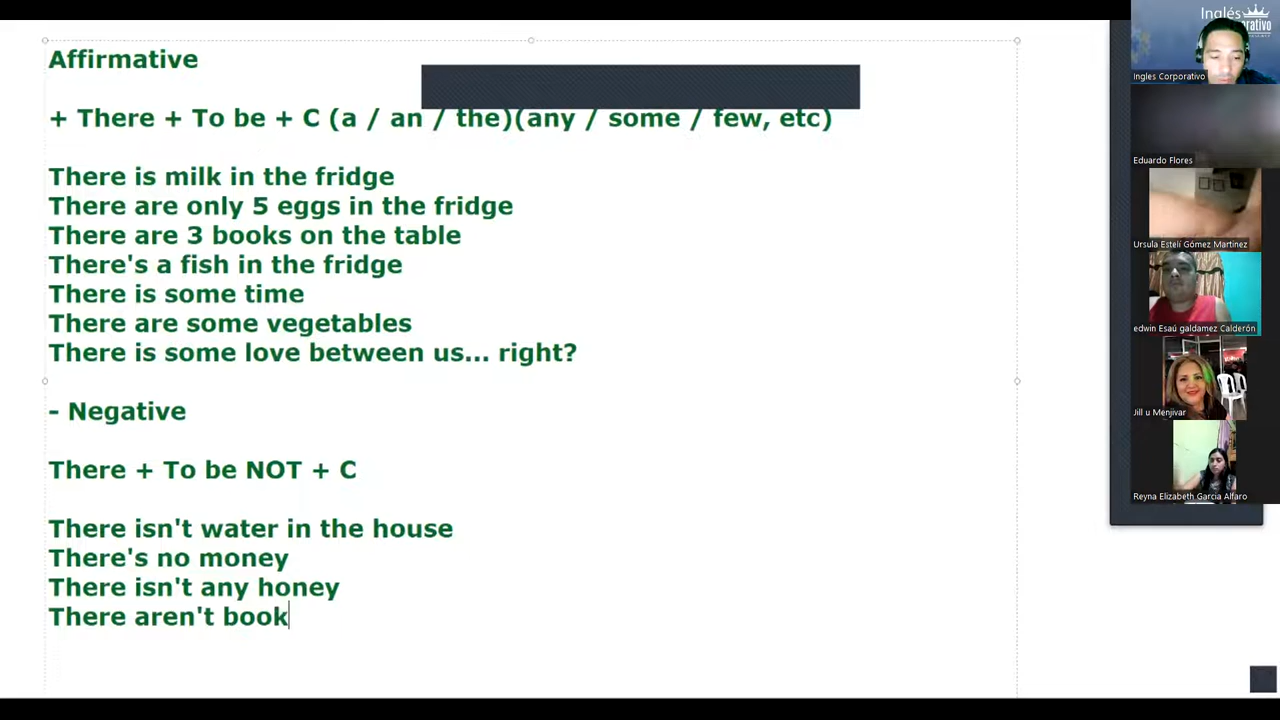 Affirmative
+ There + To be + C (a / an / the)(any / some / few, etc)
There is milk in the fridge
There are only 5 eggs in the fridge
There are 3 books on the table
There's a fish in the fridge
There is some time
There are some vegetables
There is some love between us... right?
- Negative
There + To be NOT + C
There isn't water in the house
There's no money
There isn't any honey
There aren't book
Inglés
Ingles Corporativo
Eduardo Flores
Ursula Estelí Gómez Martínez
edwin Esaú galdamez Calderón
Jill u Menjivar
Reyna Elizabeth Garcia Alfaro